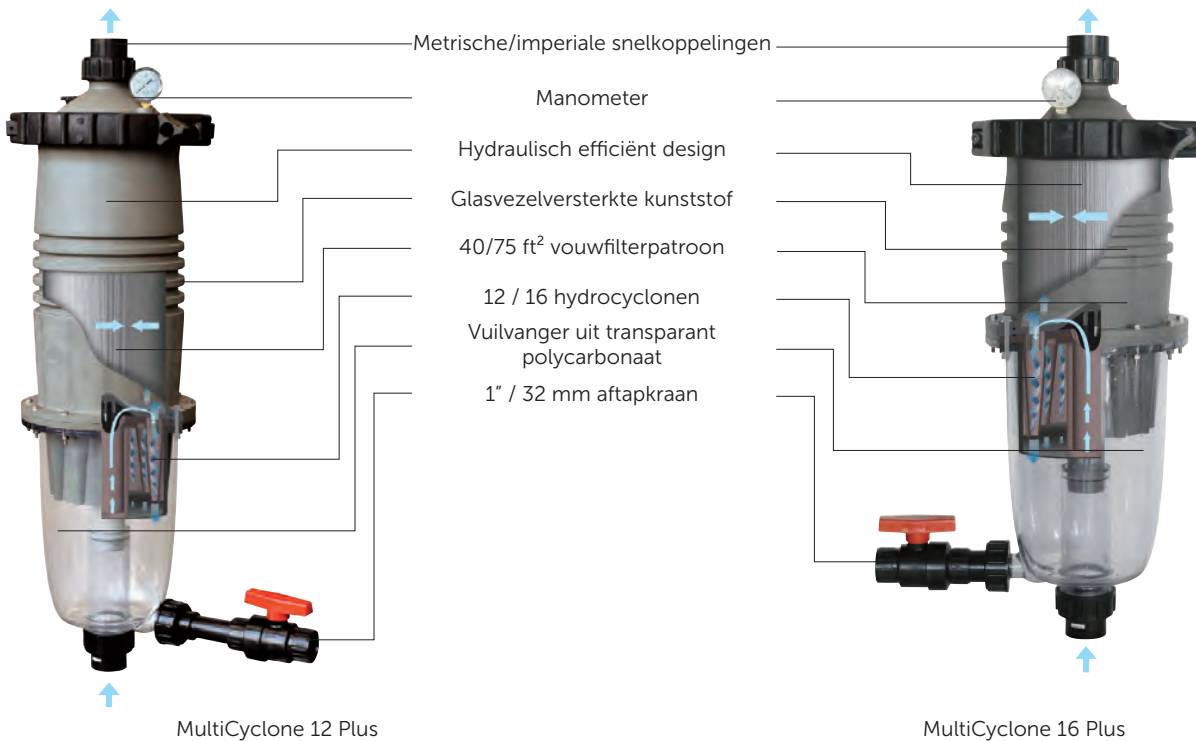 Metrische/imperiale snelkoppelingen
Manometer
Hydraulisch efficiënt design
Glasvezelversterkte kunststof
40/75 ft² vouwfilterpatroon
12 / 16 hydrocyclonen
Vuilvanger uit transparant
polycarbonaat
1” / 32 mm aftapkraan
MultiCyclone 12 Plus
MultiCyclone 16 Plus